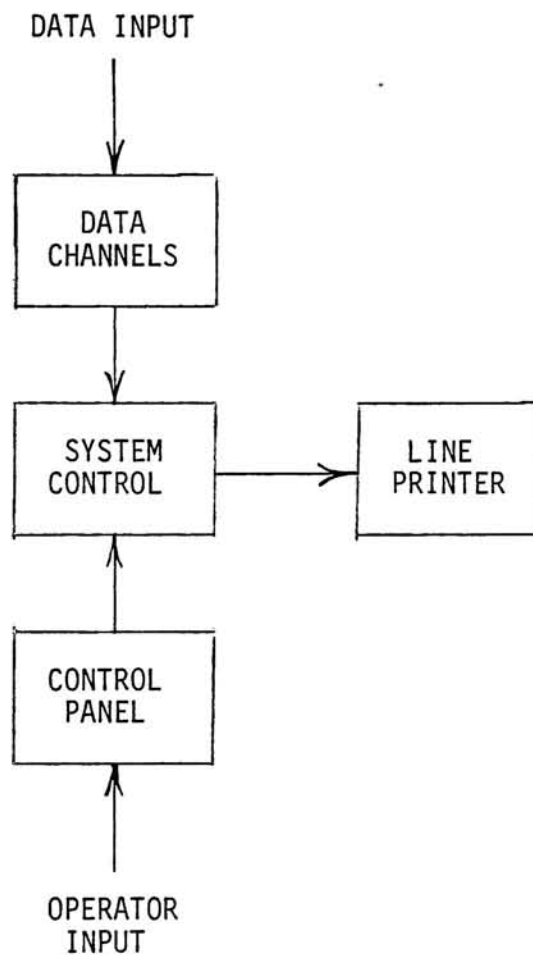 DATA INPUT
DATA
CHANNELS
SYSTEM
CONTROL
LINE
PRINTER
CONTROL
PANEL
OPERATOR
INPUT